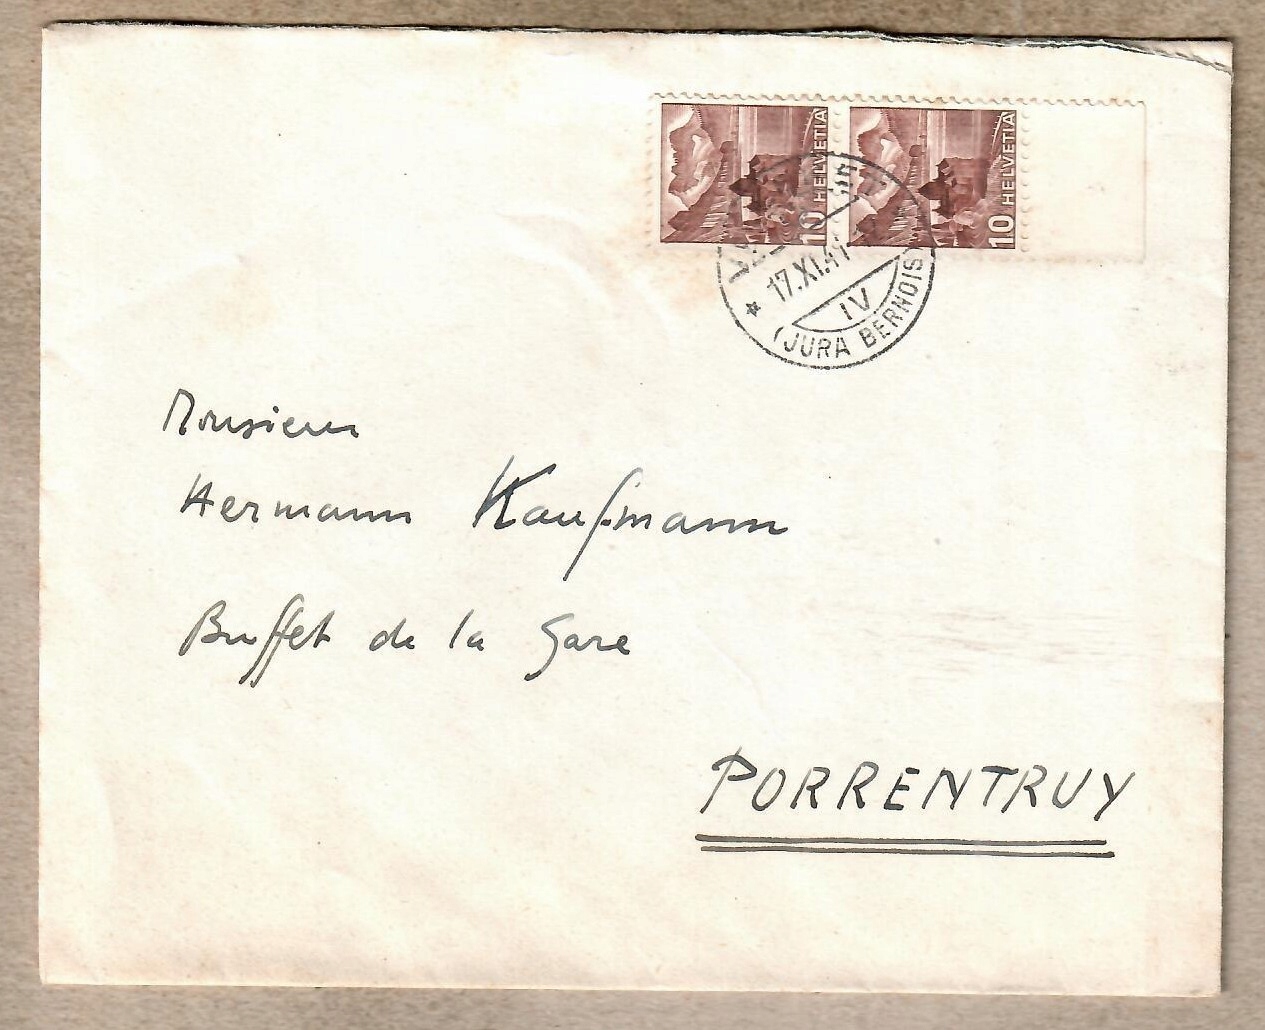 HELVETIA 10
HELVETIA 10
17.XI.41
IV
(JURA BERNOIS)
Monsieur
Hermann Kaufmann
Buffet de la Gare
PORRENTRUY